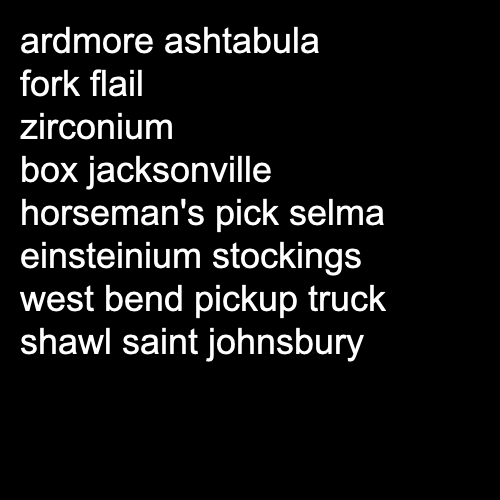 ardmore ashtabula
fork flail
zirconium
box jacksonville
horseman's pick selma
einsteinium stockings
west bend pickup truck
shawl saint johnsbury